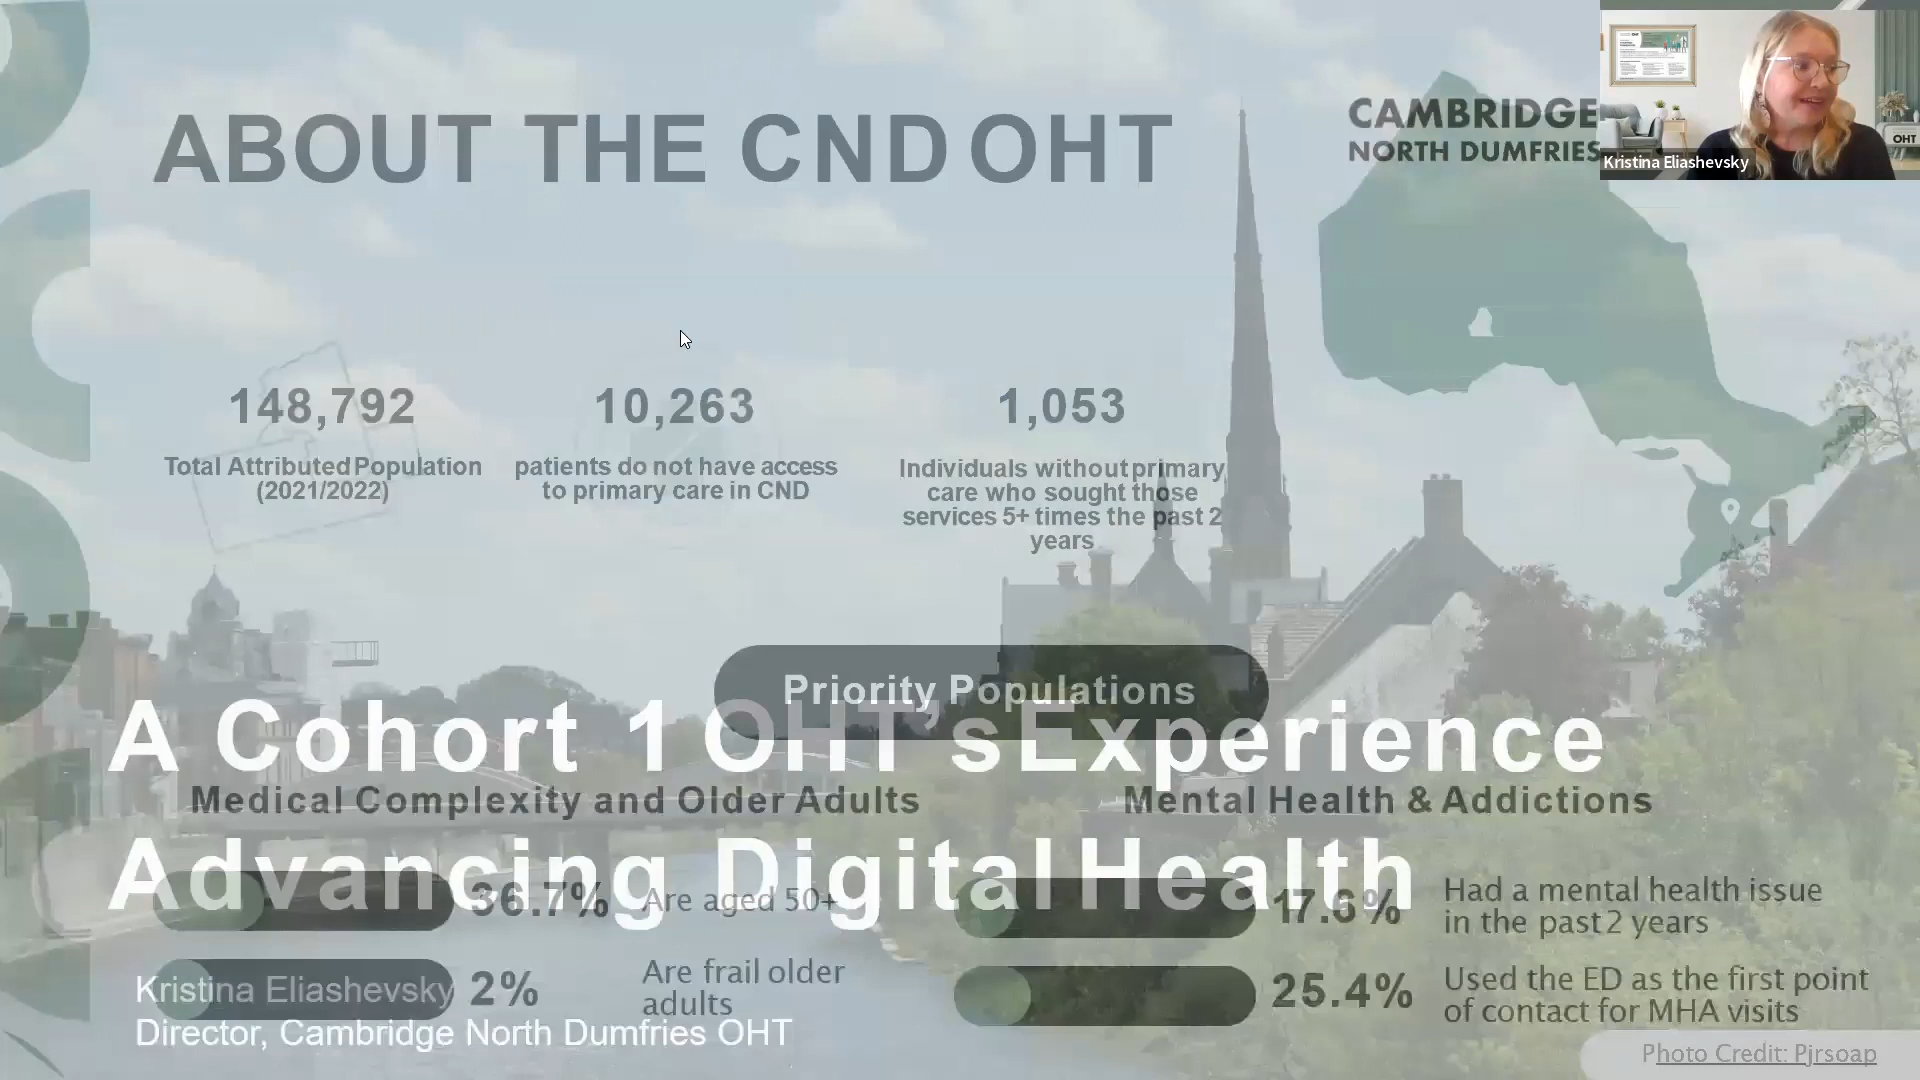 ABOUT THE CND OHT
CAMBRIDGE
NORTH DUMFRIES
OHT
Kristina Eliashevsky
148,792
Total Attributed Population
(2021/2022)
10,263
patients do not have access
to primary care in CND
1,053
Individuals without primary
care who sought those
services 5+ times the past 2
years
Priority Populations
A Cohort 1 OHT's Experience
Advancing Digital Health
Medical Complexity and Older Adults
36.7% Are aged 50+
2% Are frail older
adults
Mental Health & Addictions
17.6% Had a mental health issue
in the past 2 years
25.4% Used the ED as the first point
of contact for MHA visits
Kristina Eliashevsky
Director, Cambridge North Dumfries OHT
Photo Credit: Pjrsoap